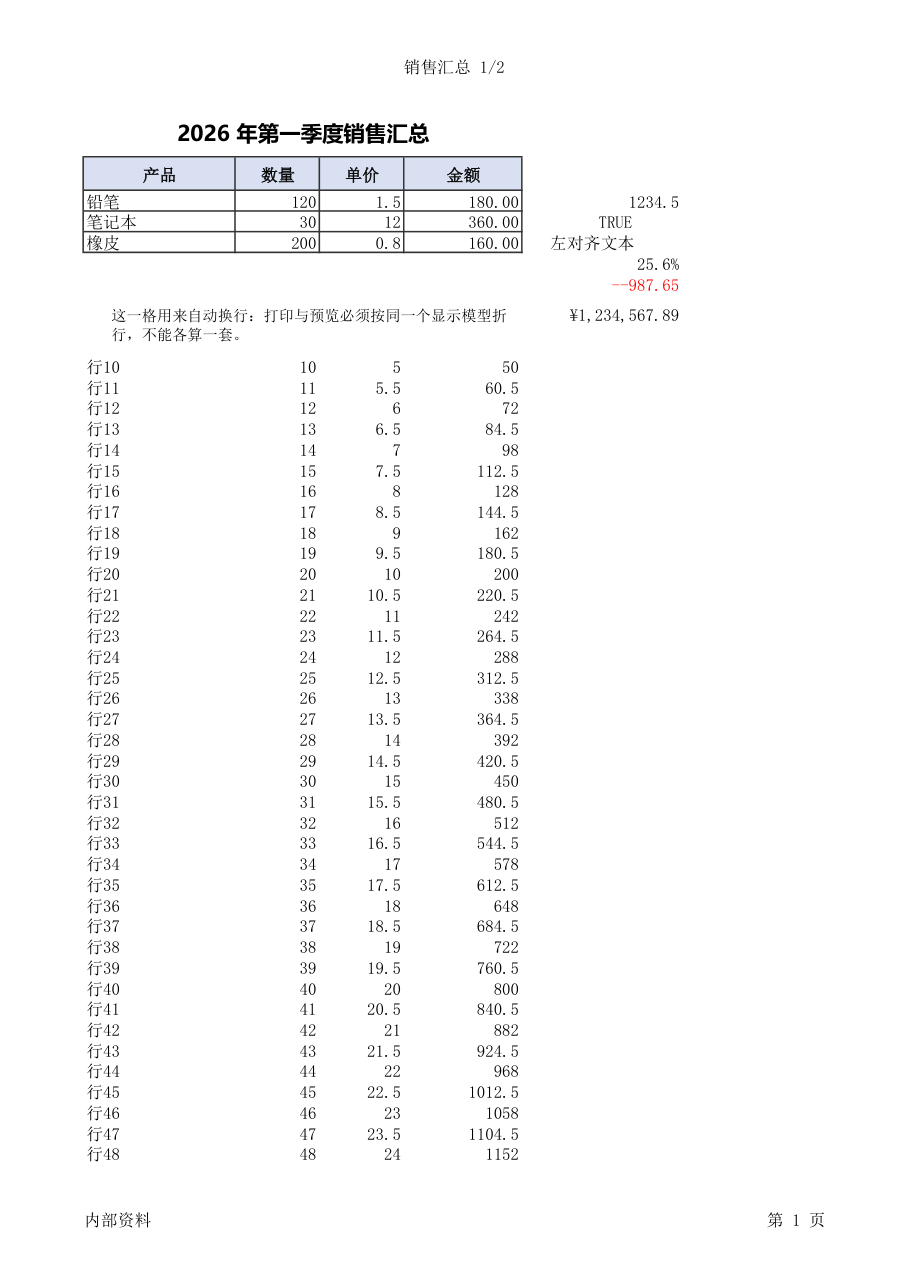 销售汇总 1/2
2026 年第一季度销售汇总
产品 数量 单价 金额
铅笔 120 1.5 180.00 1234.5
笔记本 30 12 360.00 TRUE
橡皮 200 0.8 160.00 左对齐文本
25.6%
--987.65
这一格用来自动换行：打印与预览必须按同一个显示模型折 ¥1,234,567.89
行，不能各算一套。
行10 10 5 50
行11 11 5.5 60.5
行12 12 6 72
行13 13 6.5 84.5
行14 14 7 98
行15 15 7.5 112.5
行16 16 8 128
行17 17 8.5 144.5
行18 18 9 162
行19 19 9.5 180.5
行20 20 10 200
行21 21 10.5 220.5
行22 22 11 242
行23 23 11.5 264.5
行24 24 12 288
行25 25 12.5 312.5
行26 26 13 338
行27 27 13.5 364.5
行28 28 14 392
行29 29 14.5 420.5
行30 30 15 450
行31 31 15.5 480.5
行32 32 16 512
行33 33 16.5 544.5
行34 34 17 578
行35 35 17.5 612.5
行36 36 18 648
行37 37 18.5 684.5
行38 38 19 722
行39 39 19.5 760.5
行40 40 20 800
行41 41 20.5 840.5
行42 42 21 882
行43 43 21.5 924.5
行44 44 22 968
行45 45 22.5 1012.5
行46 46 23 1058
行47 47 23.5 1104.5
行48 48 24 1152
内部资料 第 1 页